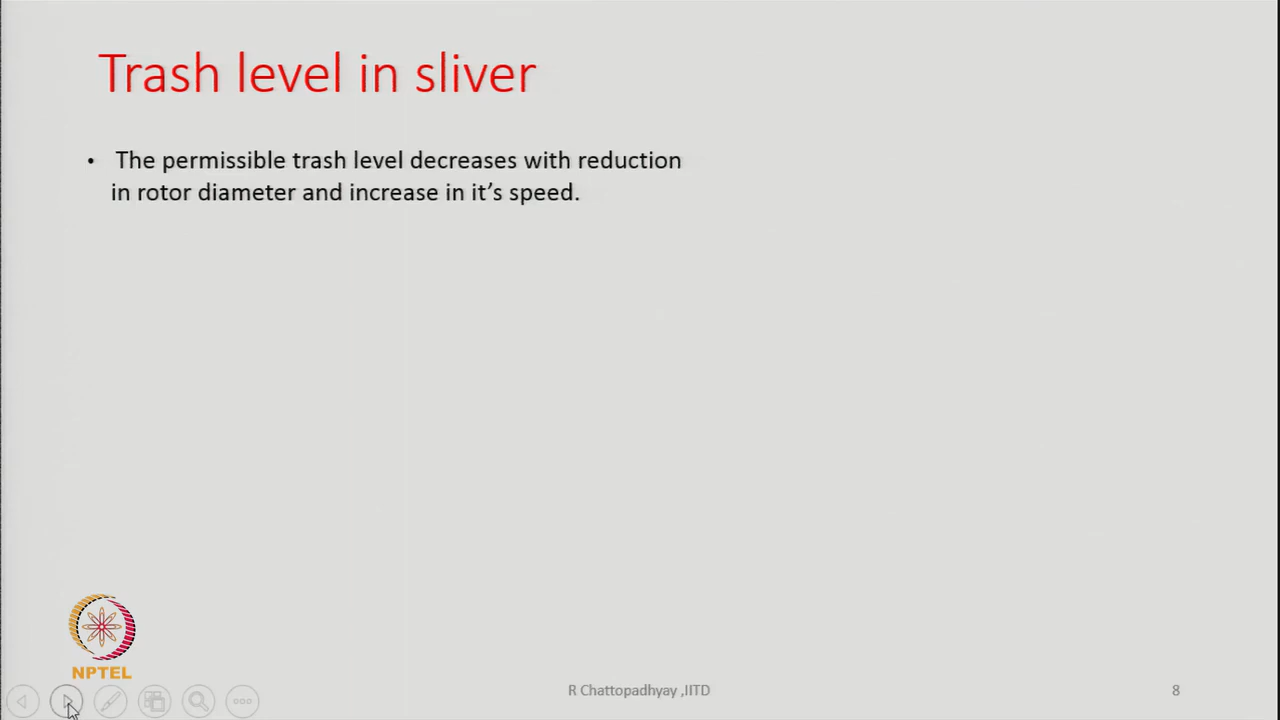 Trash level in sliver
• The permissible trash level decreases with reduction
in rotor diameter and increase in it’s speed.
NPTEL
R Chattopadhyay ,IITD
8